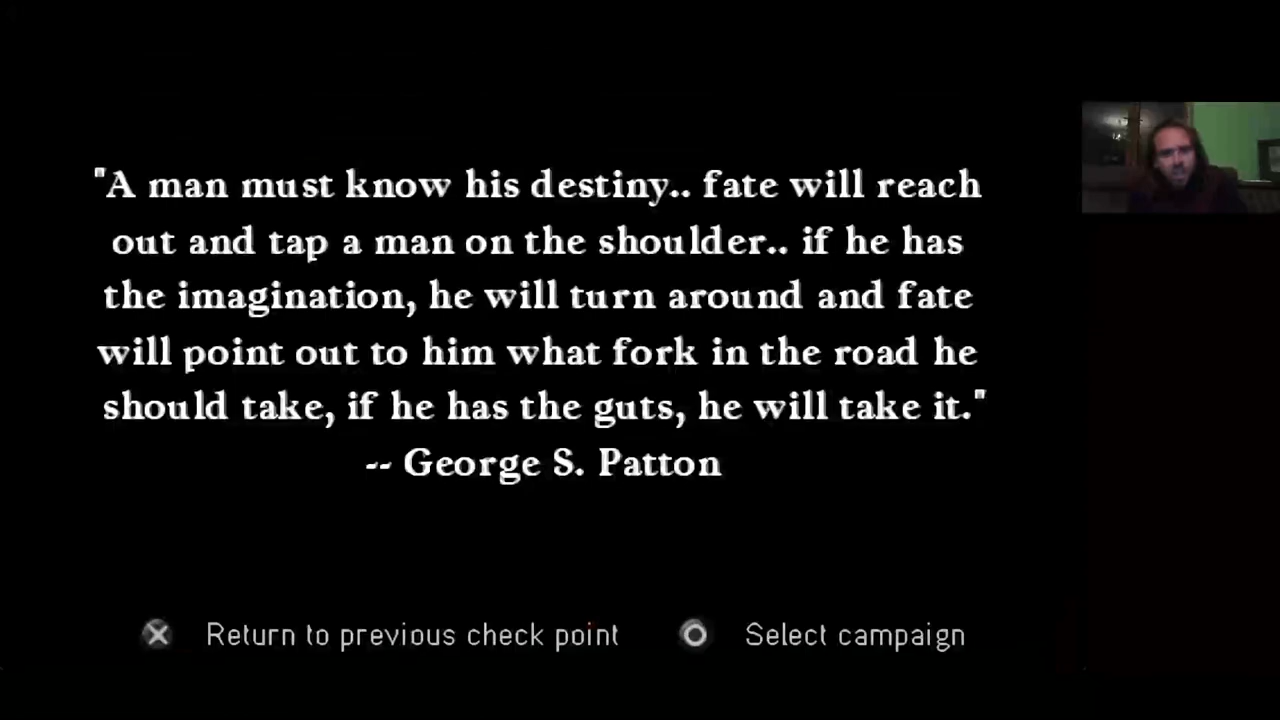 "A man must know his destiny.. fate will reach
out and tap a man on the shoulder.. if he has
the imagination, he will turn around and fate
will point out to him what fork in the road he
should take, if he has the guts, he will take it."
-- George S. Patton
Return to previous check point
Select campaign